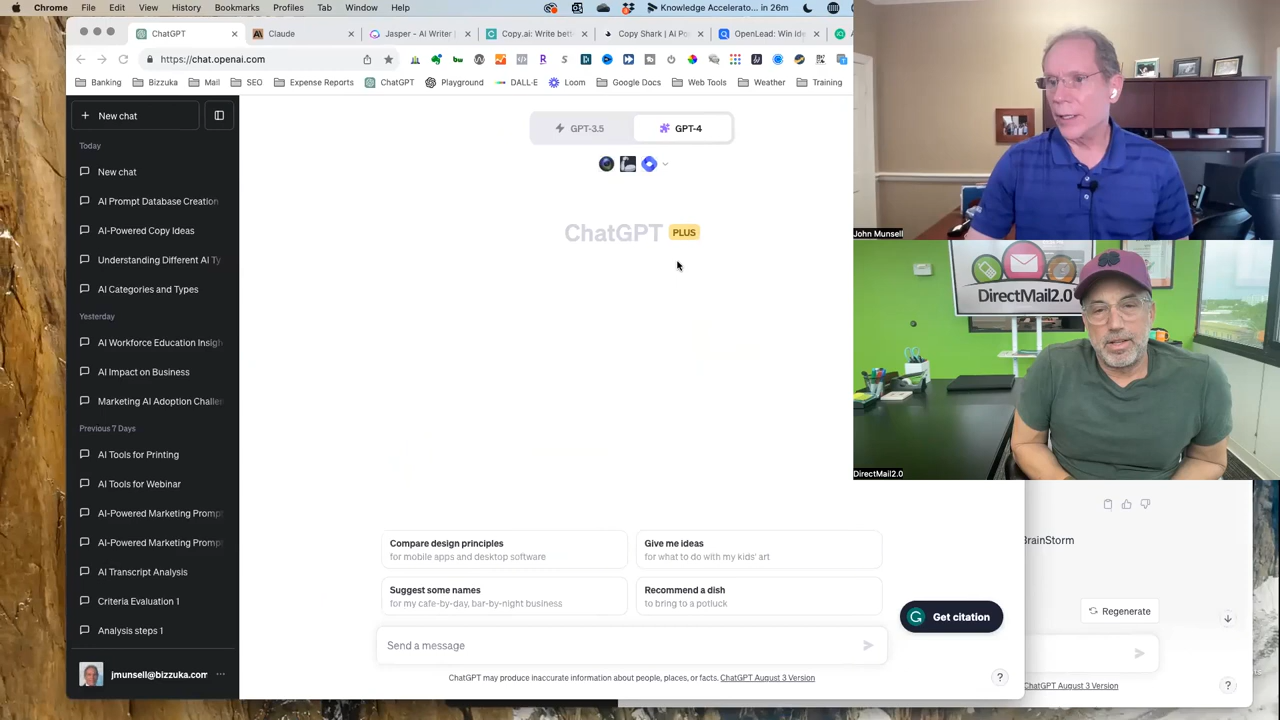 Chrome
Bookmarks
Profiles
Tab
Window
Help
Knowledge Accelerato... in 26m
ChatGPT
Claude
Jasper - AI Writer |
Copy.ai: Write bett
Copy Shark | AI Po
OpenLead: Win ide
https://chat.openai.com
Banking
Bizzuka
Mail
SEO
Expense Reports
ChatGPT
Playground
DALL·E
Loom
Google Docs
Web Tools
Weather
Training
New chat
GPT-3.5
GPT-4
Today
New chat
AI Prompt Database Creation
AI-Powered Copy Ideas
Understanding Different AI Ty
AI Categories and Types
Yesterday
AI Workforce Education Insigh
AI Impact on Business
Marketing AI Adoption Challer
Previous 7 Days
AI Tools for Printing
AI Tools for Webinar
AI-Powered Marketing Prompt
AI-Powered Marketing Prompt
AI Transcript Analysis
Criteria Evaluation 1
Analysis steps 1
jmunsell@bizzuka.com
ChatGPT PLUS
Compare design principles
for mobile apps and desktop software
Give me ideas
for what to do with my kids' art
Suggest some names
for my cafe-by-day, bar-by-night business
Recommend a dish
to bring to a potluck
Get citation
Send a message
ChatGPT may produce inaccurate information about people, places, or facts. ChatGPT August 3 Version
?
John Munsell
DirectMail2.0
DirectMail2.0
BrainStorm
Regenerate
ChatGPT August 3 Version
?